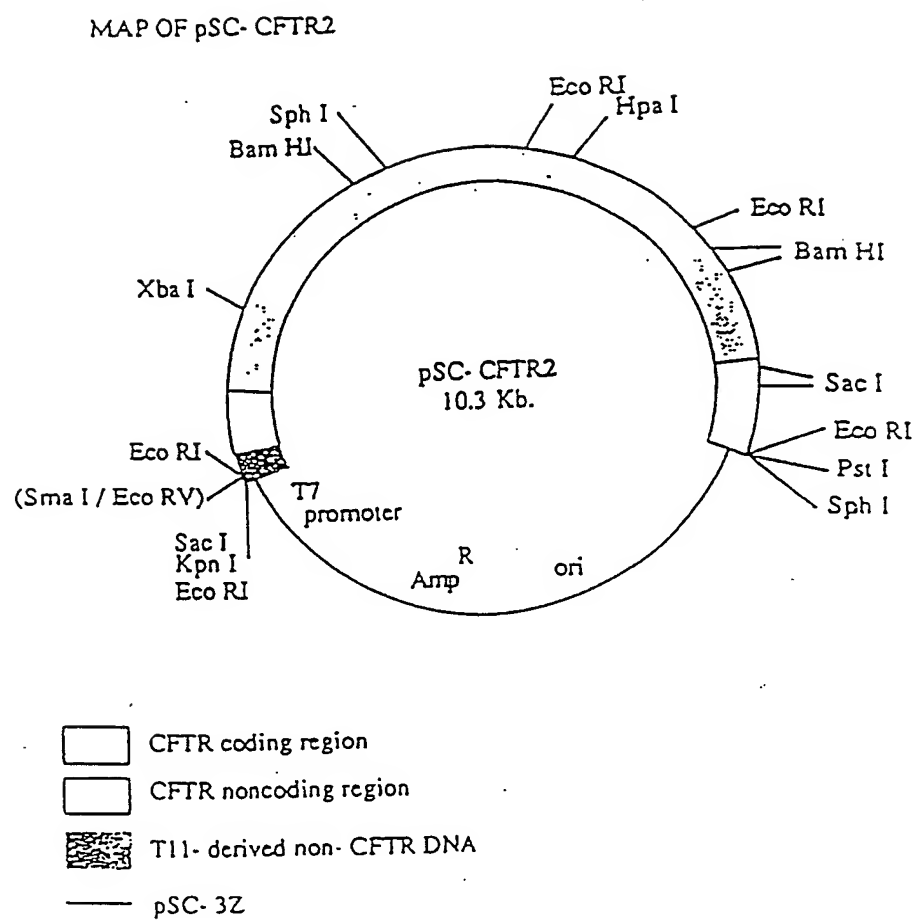 MAP OF pSC- CFTR2
Eco RI
Hpa I
Sph I
Bam HI
Eco RI
Bam HI
Xba I
pSC- CFTR2
10.3 Kb.
Sac I
Eco RI
Eco RI
Pst I
(Sma I / Eco RV)
T7
promoter
Sph I
Sac I
Kpn I
Eco RI
Amp R
ori
CFTR coding region
CFTR noncoding region
T11- derived non- CFTR DNA
pSC- 3Z